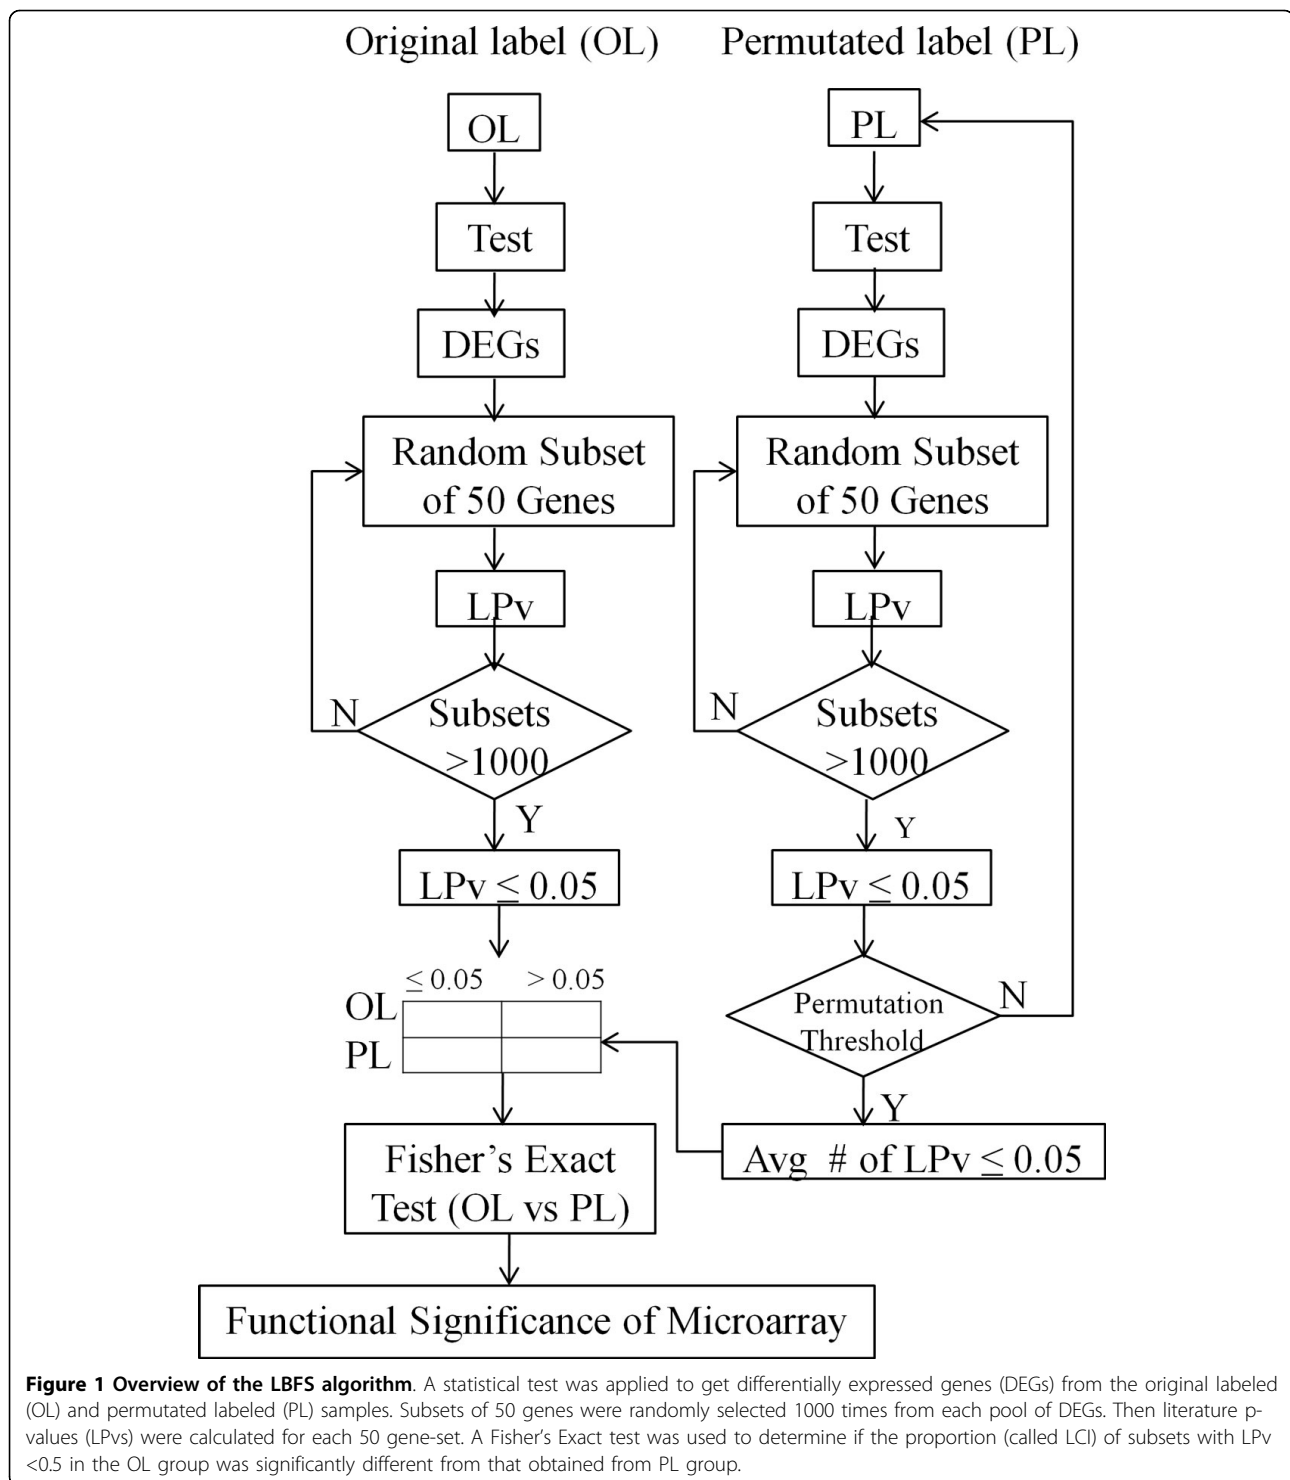 Original label (OL)
Permutated label (PL)
OL
PL
Test
Test
DEGs
DEGs
Random Subset
of 50 Genes
Random Subset
of 50 Genes
LPv
LPv
N
Subsets
>1000
N
Subsets
>1000
Y
Y
LPv ≤ 0.05
LPv ≤ 0.05
≤ 0.05 > 0.05
OL
PL
Permutation
Threshold
N
Y
Fisher's Exact
Test (OL vs PL)
Avg # of LPv ≤ 0.05
Functional Significance of Microarray
Figure 1 Overview of the LBFS algorithm. A statistical test was applied to get differentially expressed genes (DEGs) from the original labeled
(OL) and permutated labeled (PL) samples. Subsets of 50 genes were randomly selected 1000 times from each pool of DEGs. Then literature p-
values (LPvs) were calculated for each 50 gene-set. A Fisher's Exact test was used to determine if the proportion (called LCI) of subsets with LPv
<0.5 in the OL group was significantly different from that obtained from PL group.